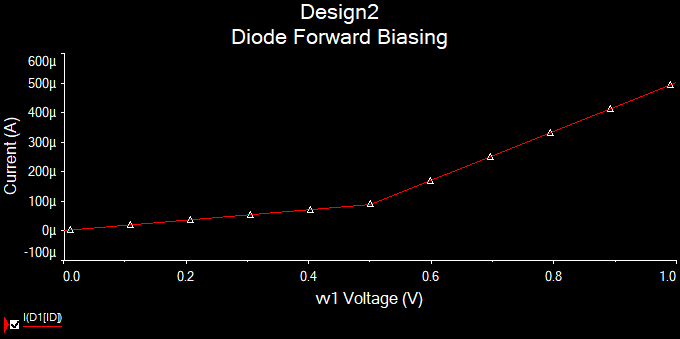 Design2
Diode Forward Biasing
Current (A)
600µ
500µ
400µ
300µ
200µ
100µ
0µ
-100µ
0.0 0.2 0.4 0.6 0.8 1.0
vv1 Voltage (V)
I(D1[ID])